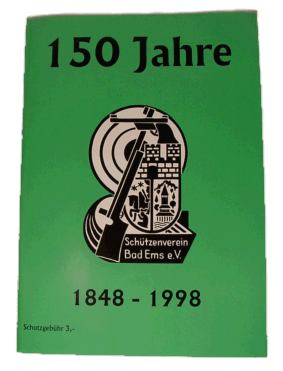 150 Jahre
Schützenverein
Bad Ems e.V.
1848 - 1998
Schutzgebühr 3,-